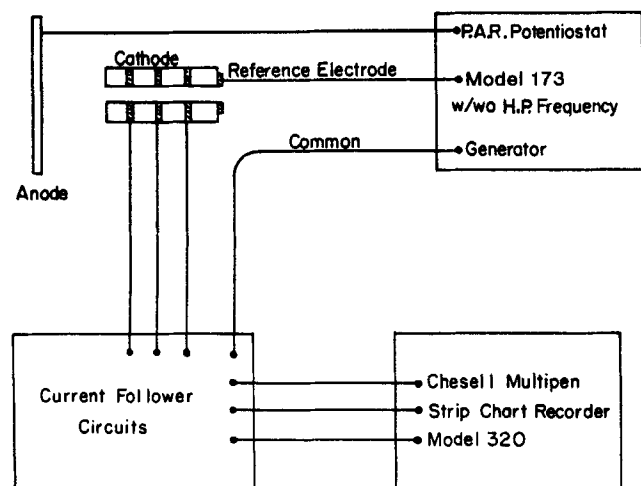 P.A.R. Potentiostat
Cathode
Reference Electrode
Model 173
w/wo H.P. Frequency
Common
Generator
Anode
Current Follower
Circuits
Chesell Multipen
Strip Chart Recorder
Model 320